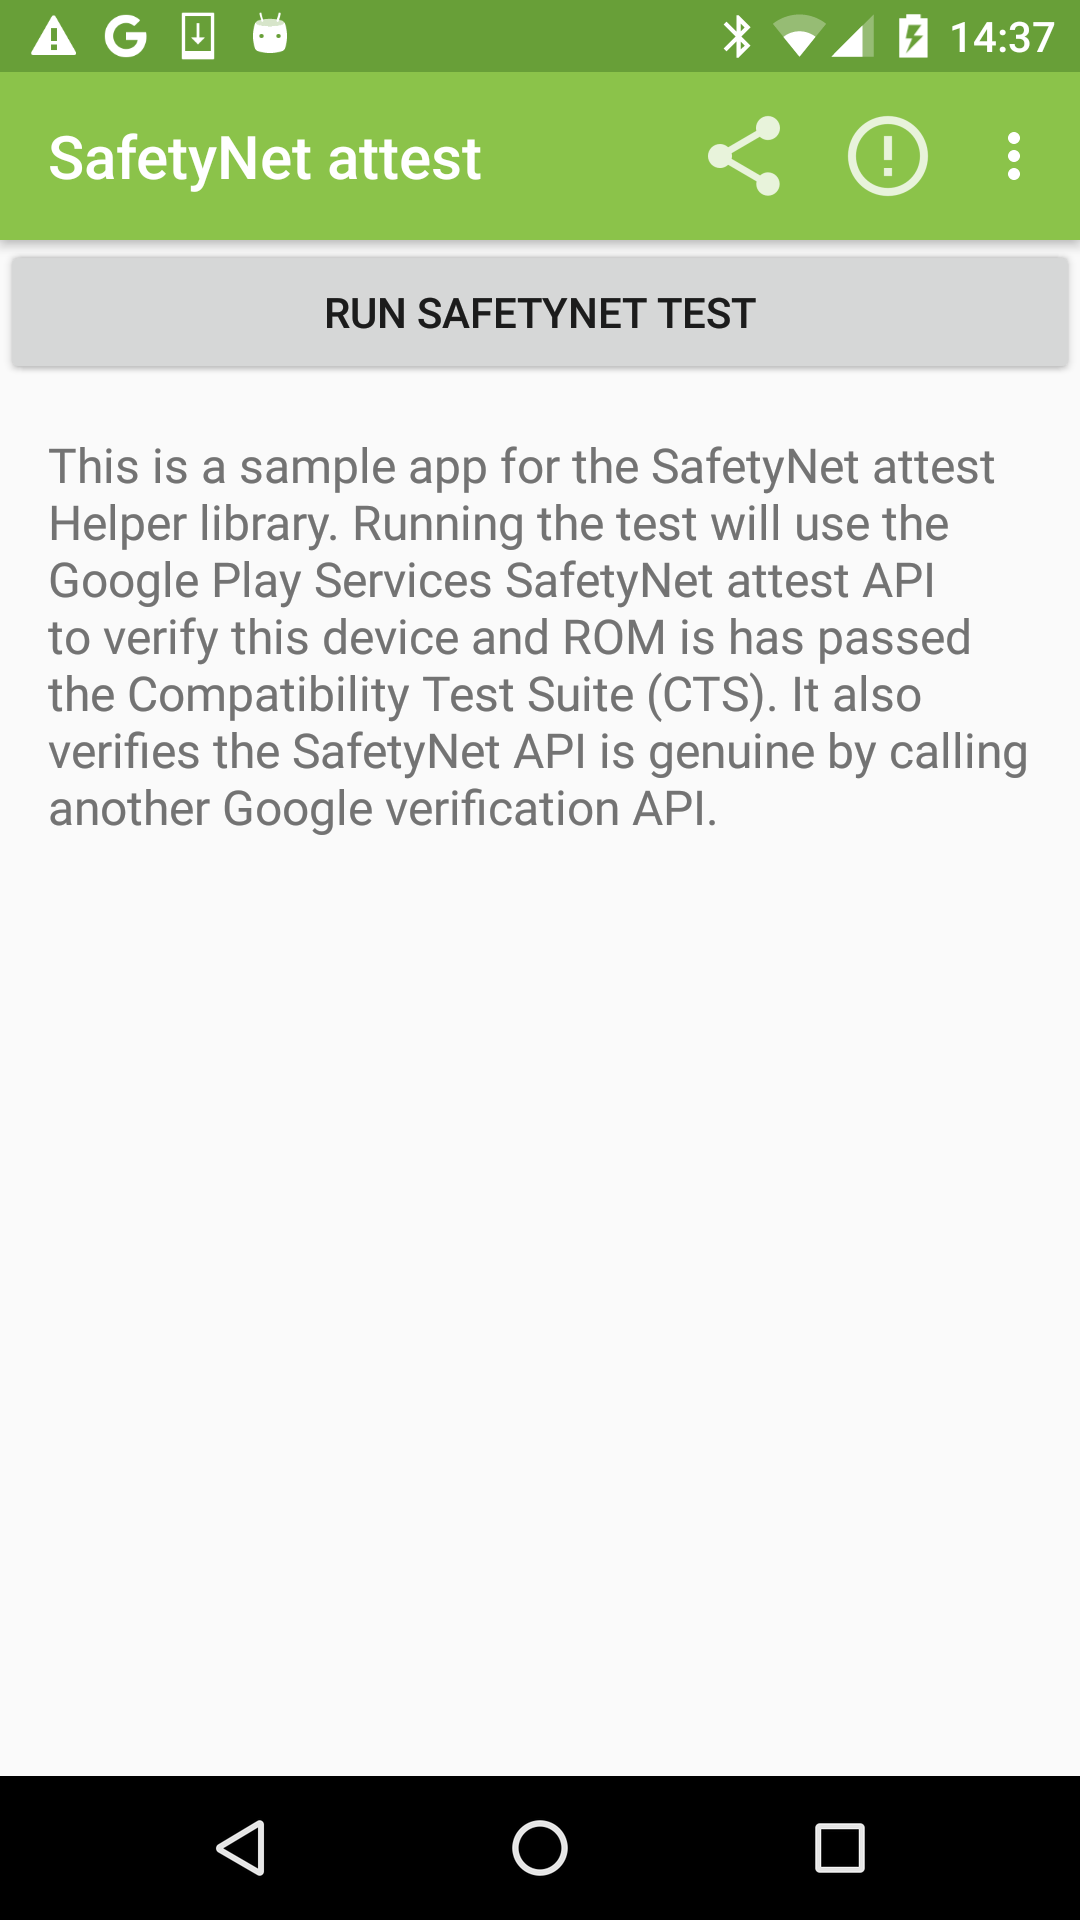 14:37
SafetyNet attest
RUN SAFETYNET TEST
This is a sample app for the SafetyNet attest
Helper library. Running the test will use the
Google Play Services SafetyNet attest API
to verify this device and ROM is has passed
the Compatibility Test Suite (CTS). It also
verifies the SafetyNet API is genuine by calling
another Google verification API.